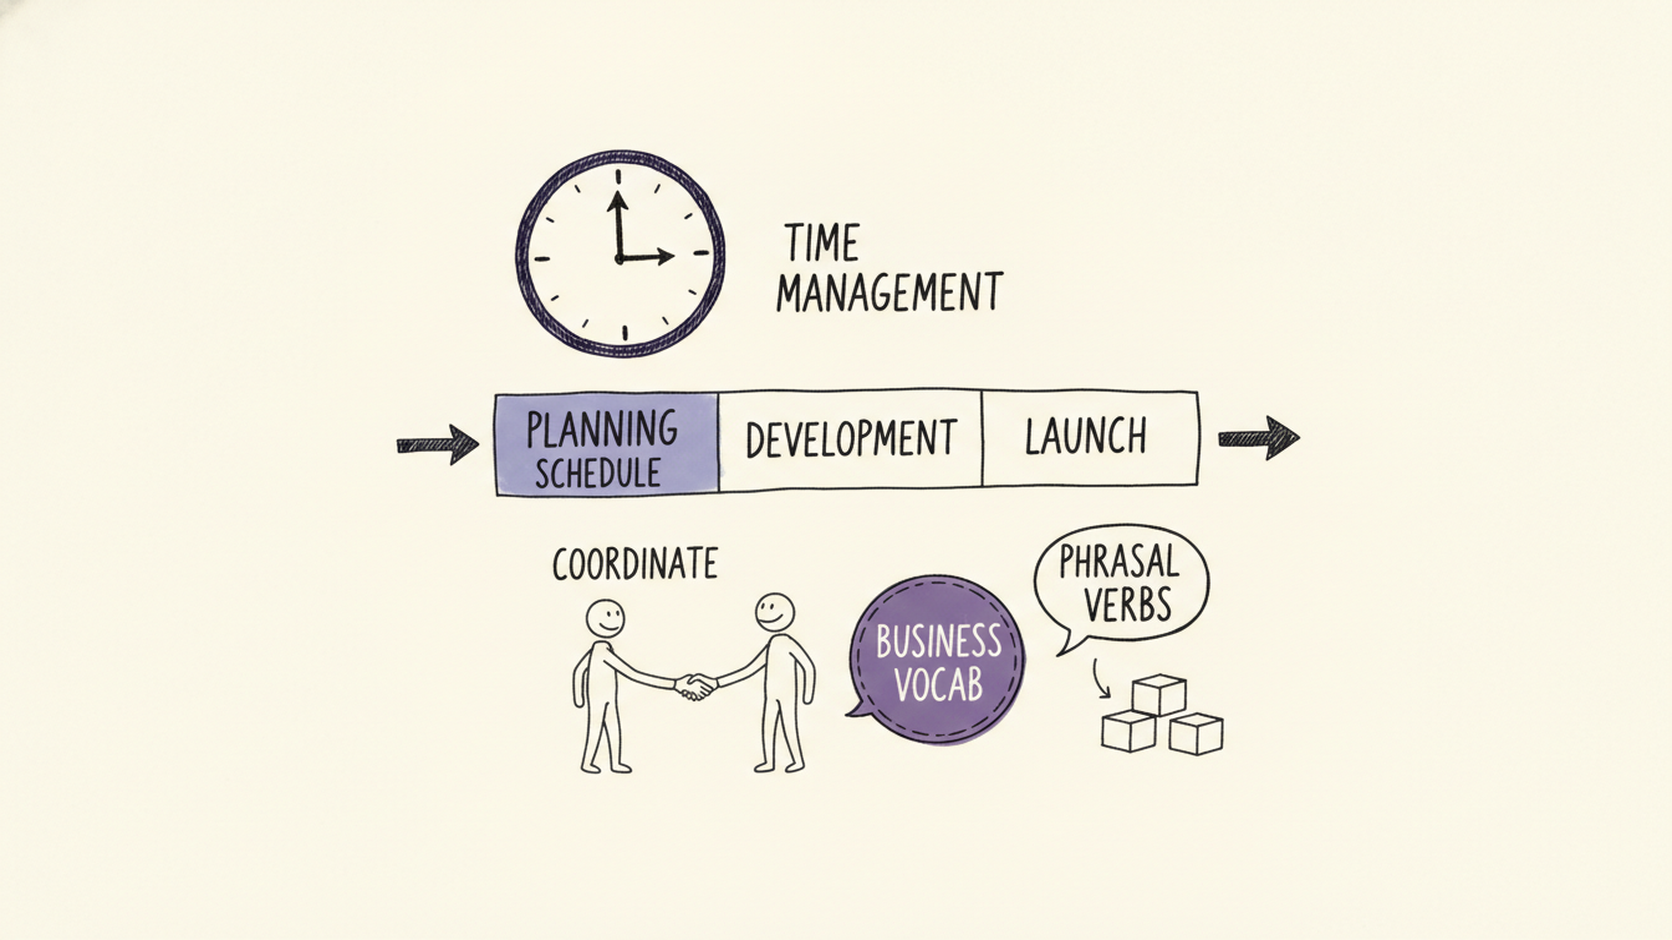 TIME
MANAGEMENT
PLANNING
SCHEDULE
DEVELOPMENT
LAUNCH
COORDINATE
BUSINESS
VOCAB
PHRASAL
VERBS